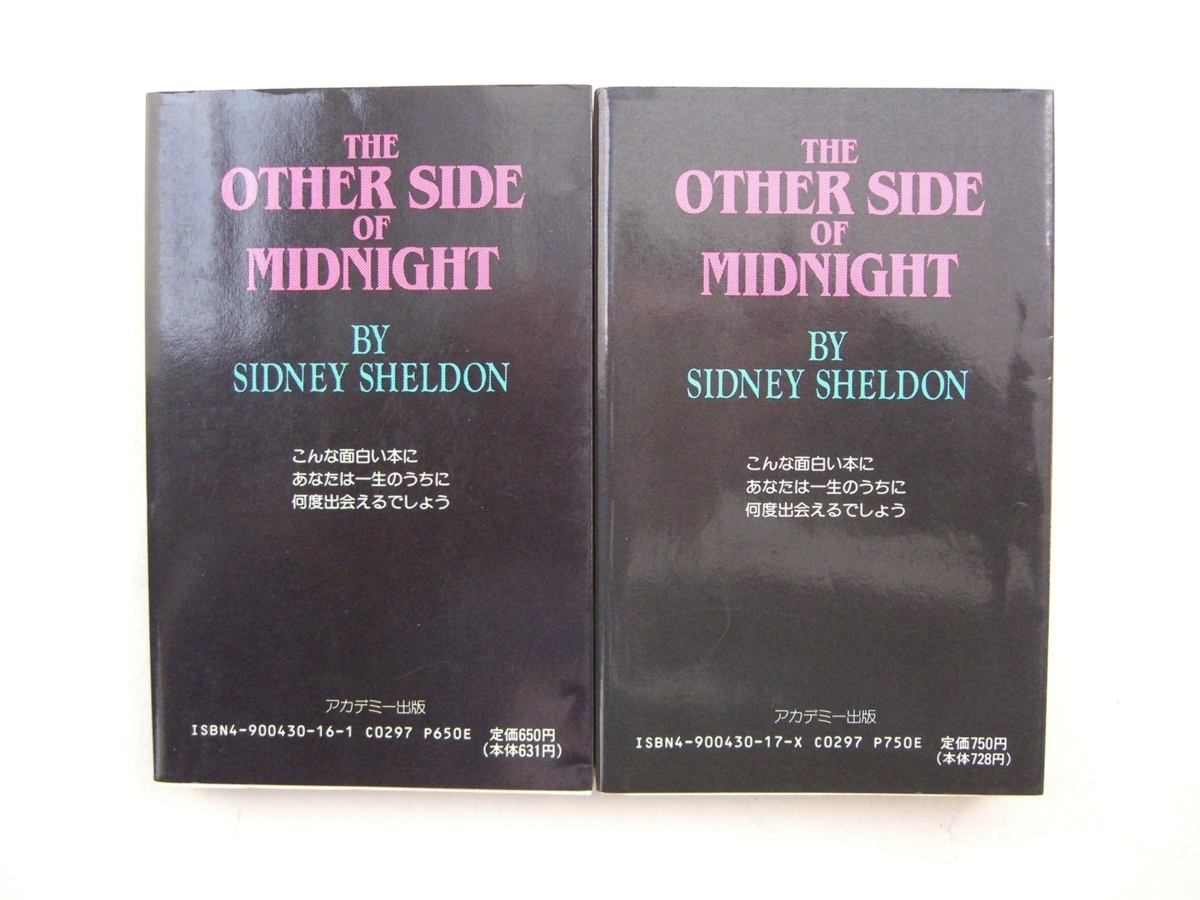 THE
OTHER SIDE
OF
MIDNIGHT
BY
SIDNEY SHELDON
こんな面白い本に
あなたは一生のうちに
何度出会えるでしょう
アカデミー出版
ISBN4-900430-16-1 C0297 P650E 定価650円
(本体631円)
THE
OTHER SIDE
OF
MIDNIGHT
BY
SIDNEY SHELDON
こんな面白い本に
あなたは一生のうちに
何度出会えるでしょう
アカデミー出版
ISBN4-900430-17-X C0297 P750E 定価750円
(本体728円)